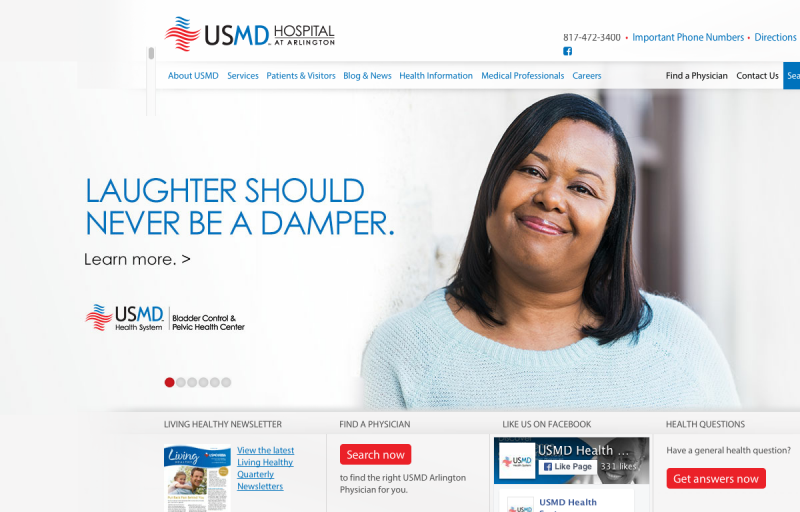 USMD HOSPITAL
AT ARLINGTON
817-472-3400 • Important Phone Numbers • Directions
About USMD Services Patients & Visitors Blog & News Health Information Medical Professionals Careers Find a Physician Contact Us Sea
LAUGHTER SHOULD
NEVER BE A DAMPER.
Learn more. >
USMD
Health System
Bladder Control &
Pelvic Health Center
LIVING HEALTHY NEWSLETTER
FIND A PHYSICIAN
LIKE US ON FACEBOOK
HEALTH QUESTIONS
Living
View the latest
Living Healthy
Quarterly
Newsletters
Search now
to find the right USMD Arlington
Physician for you.
USMD
USMD Health ...
Like Page 331 likes
USMD Health
Have a general health question?
Get answers now